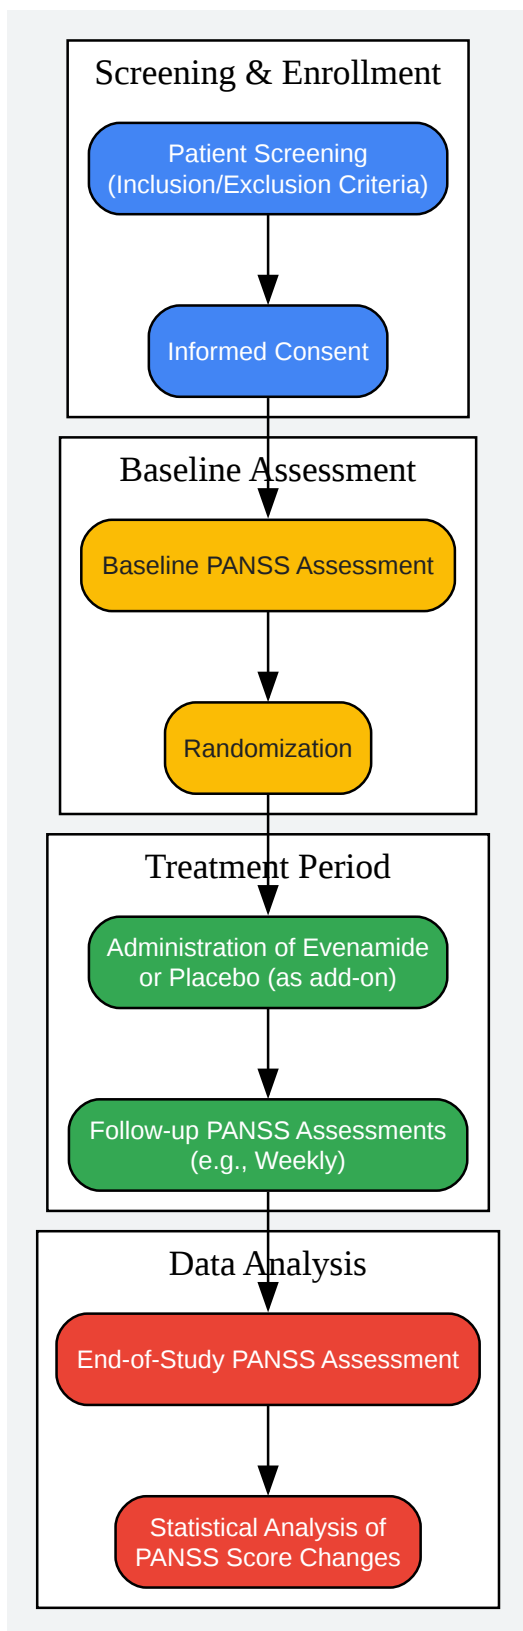 Screening & Enrollment
Patient Screening
(Inclusion/Exclusion Criteria)
Informed Consent
Baseline Assessment
Baseline PANSS Assessment
Randomization
Treatment Period
Administration of Evenamide
or Placebo (as add-on)
Follow-up PANSS Assessments
(e.g., Weekly)
Data Analysis
End-of-Study PANSS Assessment
Statistical Analysis of
PANSS Score Changes